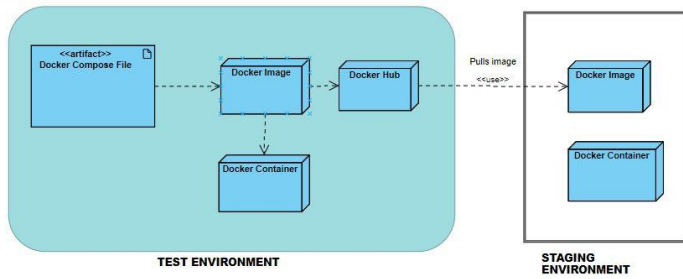 <<artifact>>
Docker Compose File
Docker Image
Docker Hub
Docker Container
TEST ENVIRONMENT
Pulls image
<<use>>
Docker Image
Docker Container
STAGING
ENVIRONMENT